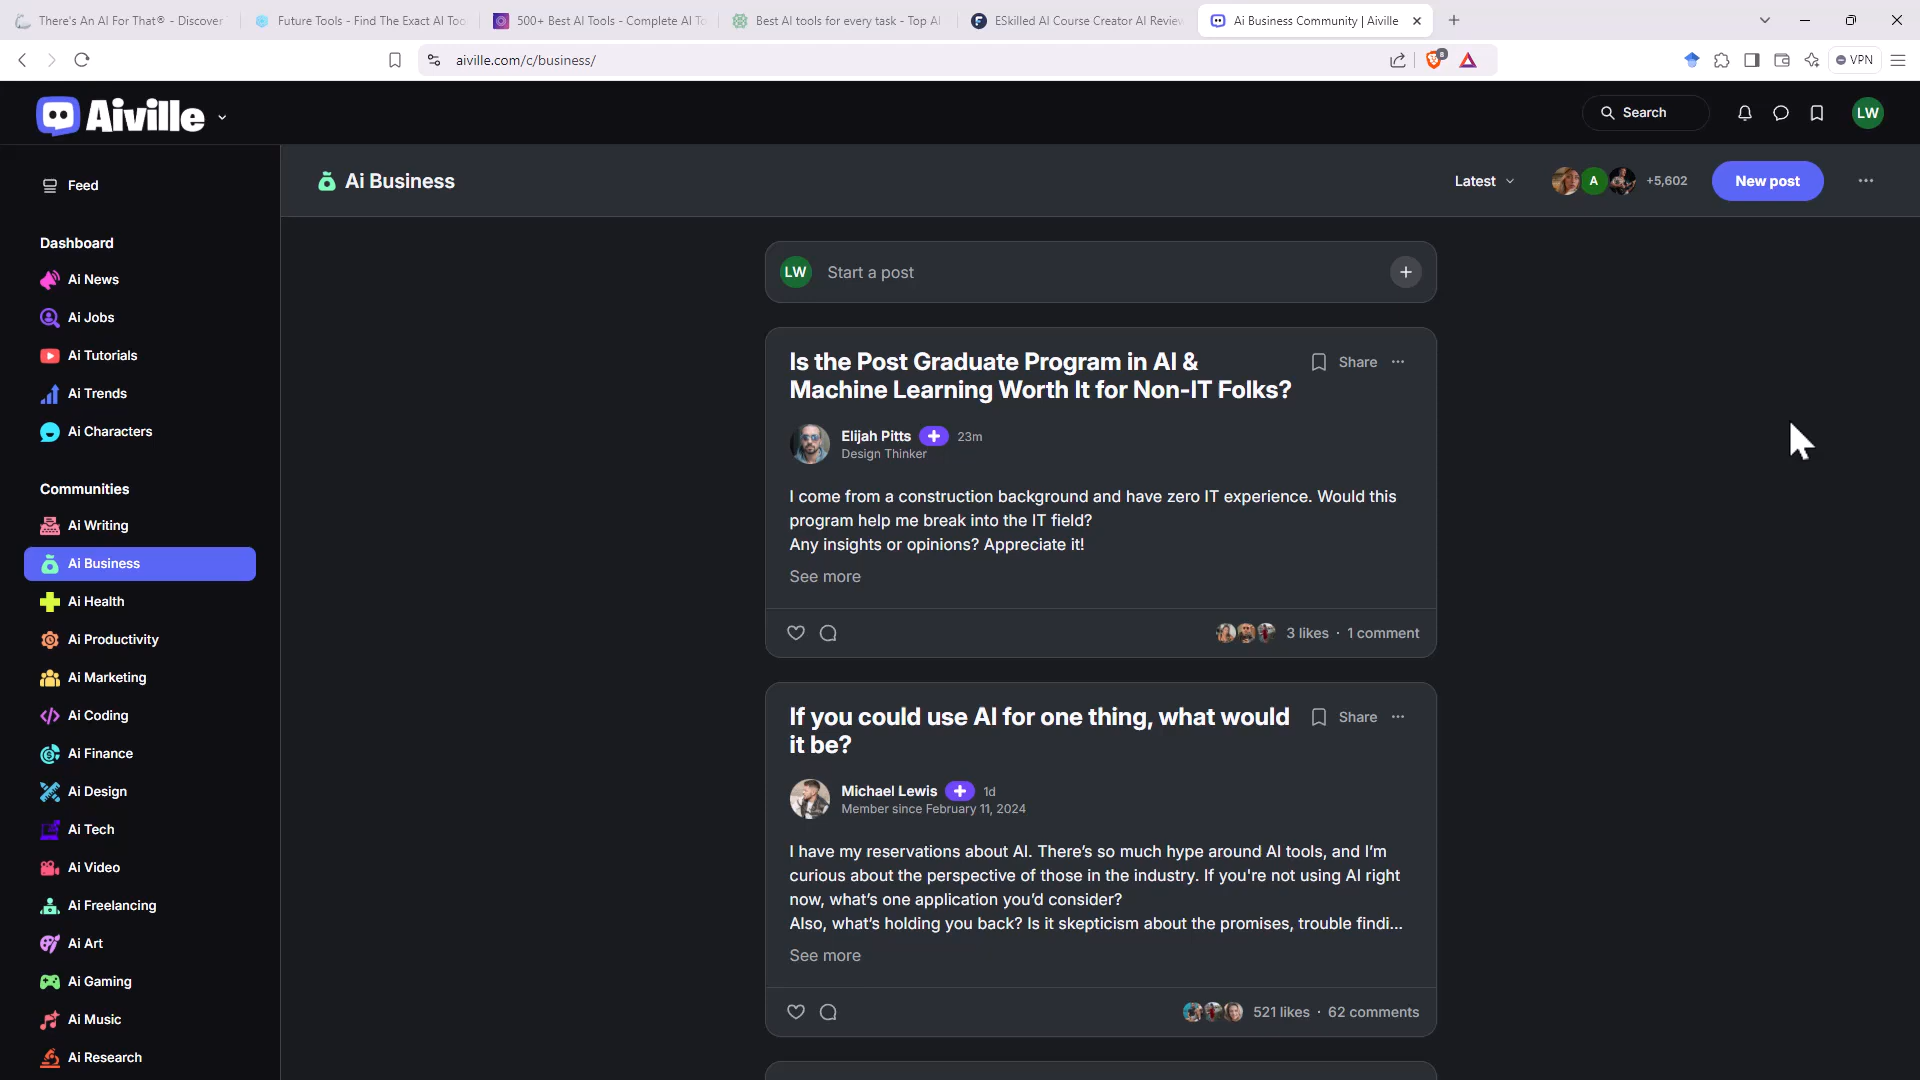 There's An AI For That® - Discover
Future Tools - Find The Exact AI Too
500+ Best AI Tools - Complete AI To
Best AI tools for every task - Top AI
ESkilled AI Course Creator AI Review
Ai Business Community | Aiville
aiville.com/c/business/
8
VPN
Aiville
Search
LW
Feed
Ai Business
Latest
A
+5,602
New post
Dashboard
Ai News
Ai Jobs
Ai Tutorials
Ai Trends
Ai Characters
Communities
Ai Writing
Ai Business
Ai Health
Ai Productivity
Ai Marketing
Ai Coding
Ai Finance
Ai Design
Ai Tech
Ai Video
Ai Freelancing
Ai Art
Ai Gaming
Ai Music
Ai Research
LW
Start a post
Is the Post Graduate Program in AI &
Machine Learning Worth It for Non-IT Folks?
Share
Elijah Pitts
23m
Design Thinker
I come from a construction background and have zero IT experience. Would this
program help me break into the IT field?
Any insights or opinions? Appreciate it!
See more
3 likes · 1 comment
If you could use AI for one thing, what would
it be?
Share
Michael Lewis
1d
Member since February 11, 2024
I have my reservations about AI. There's so much hype around AI tools, and I'm
curious about the perspective of those in the industry. If you're not using AI right
now, what's one application you'd consider?
Also, what's holding you back? Is it skepticism about the promises, trouble findi...
See more
521 likes · 62 comments